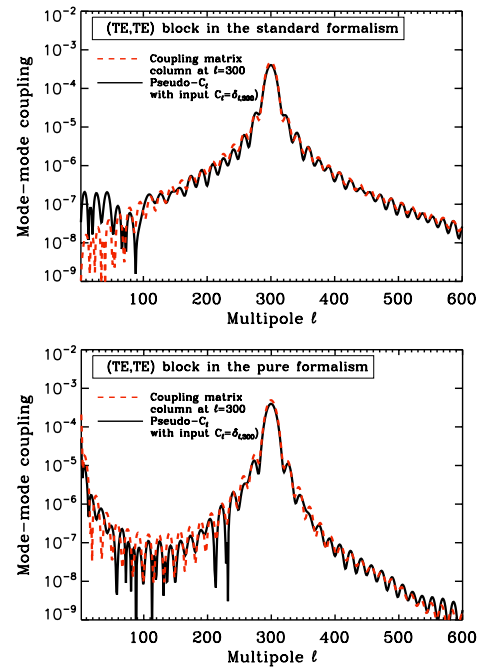 (TE,TE) block in the standard formalism
Coupling matrix
column at ℓ=300
Pseudo-Cℓ
with input Cℓ=δℓ,300)
Mode-mode coupling
10⁻²
10⁻³
10⁻⁴
10⁻⁵
10⁻⁶
10⁻⁷
10⁻⁸
10⁻⁹
100 200 300 400 500 600
Multipole ℓ
(TE,TE) block in the pure formalism
Coupling matrix
column at ℓ=300
Pseudo-Cℓ
with input Cℓ=δℓ,300)
Mode-mode coupling
10⁻²
10⁻³
10⁻⁴
10⁻⁵
10⁻⁶
10⁻⁷
10⁻⁸
10⁻⁹
100 200 300 400 500 600
Multipole ℓ